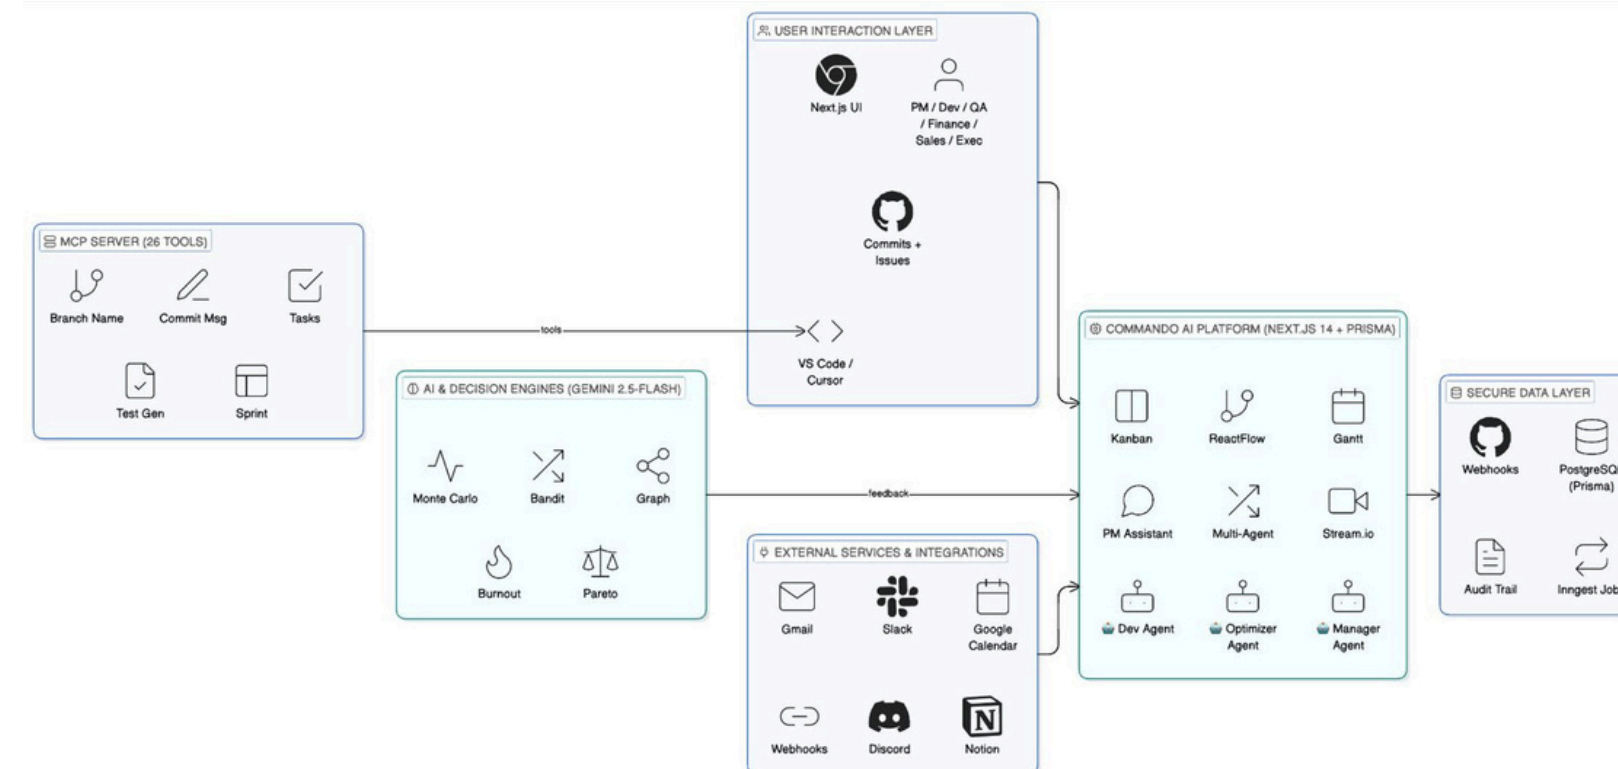 USER INTERACTION LAYER
Next.js UI
PM / Dev / QA
/ Finance /
Sales / Exec
Commits +
Issues
VS Code /
Cursor
MCP SERVER (26 TOOLS)
Branch Name
Commit Msg
Tasks
Test Gen
Sprint
tools
AI & DECISION ENGINES (GEMINI 2.5-FLASH)
Monte Carlo
Bandit
Graph
Burnout
Pareto
feedback
EXTERNAL SERVICES & INTEGRATIONS
Gmail
Slack
Google
Calendar
Webhooks
Discord
Notion
COMMANDO AI PLATFORM (NEXT.JS 14 + PRISMA)
Kanban
ReactFlow
Gantt
PM Assistant
Multi-Agent
Stream.io
Dev Agent
Optimizer
Agent
Manager
Agent
SECURE DATA LAYER
Webhooks
PostgreSQ
(Prisma)
Audit Trail
Inngest Job